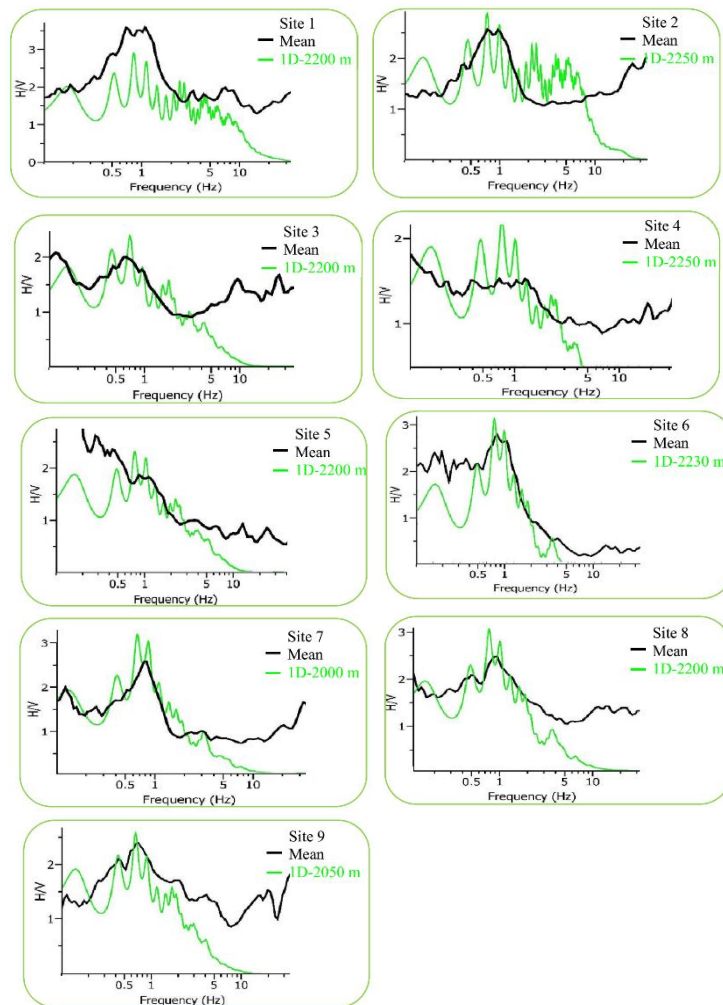 Site 1
Mean
1D-2200 m
H/V
3
2
1
0
0.5 1 5 10
Frequency (Hz)
Site 2
Mean
1D-2250 m
H/V
2
1
0.5 1 5 10
Frequency (Hz)
Site 3
Mean
1D-2200 m
H/V
2
1
0.5 1 5 10
Frequency (Hz)
Site 4
Mean
1D-2250 m
H/V
2
1
0.5 1 5 10
Frequency (Hz)
Site 5
Mean
1D-2200 m
H/V
2
1
0.5 1 5 10
Frequency (Hz)
Site 6
Mean
1D-2230 m
H/V
3
2
1
0.5 1 5 10
Frequency (Hz)
Site 7
Mean
1D-2000 m
H/V
3
2
1
0.5 1 5 10
Frequency (Hz)
Site 8
Mean
1D-2200 m
H/V
3
2
1
0.5 1 5 10
Frequency (Hz)
Site 9
Mean
1D-2050 m
H/V
2
1
0.5 1 5 10
Frequency (Hz)